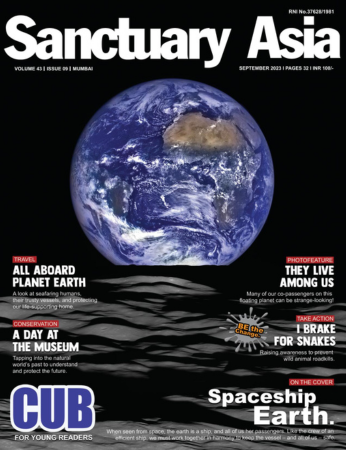 RNI No.37628/1981
Sanctuary Asia
VOLUME 43 | ISSUE 09 | MUMBAI
SEPTEMBER 2023 I PAGES 32 I INR 100/-
TRAVEL
ALL ABOARD
PLANET EARTH
A look at seafaring humans,
their trusty vessels, and protecting
our life-supporting home.
PHOTOFEATURE
THEY LIVE
AMONG US
Many of our co-passengers on this
floating planet can be strange-looking!
CONSERVATION
A DAY AT
THE MUSEUM
Tapping into the natural
world's past to understand
and protect the future.
BE the
Change
TAKE ACTION
I BRAKE
FOR SNAKES
Raising awareness to prevent
wild animal roadkills.
CUB
FOR YOUNG READERS
ON THE COVER
Spaceship
Earth.
When seen from space, the earth is a ship, and all of us her passengers. Like the crew of an
efficient ship, we must work together in harmony to keep the vessel – and all of us – safe.